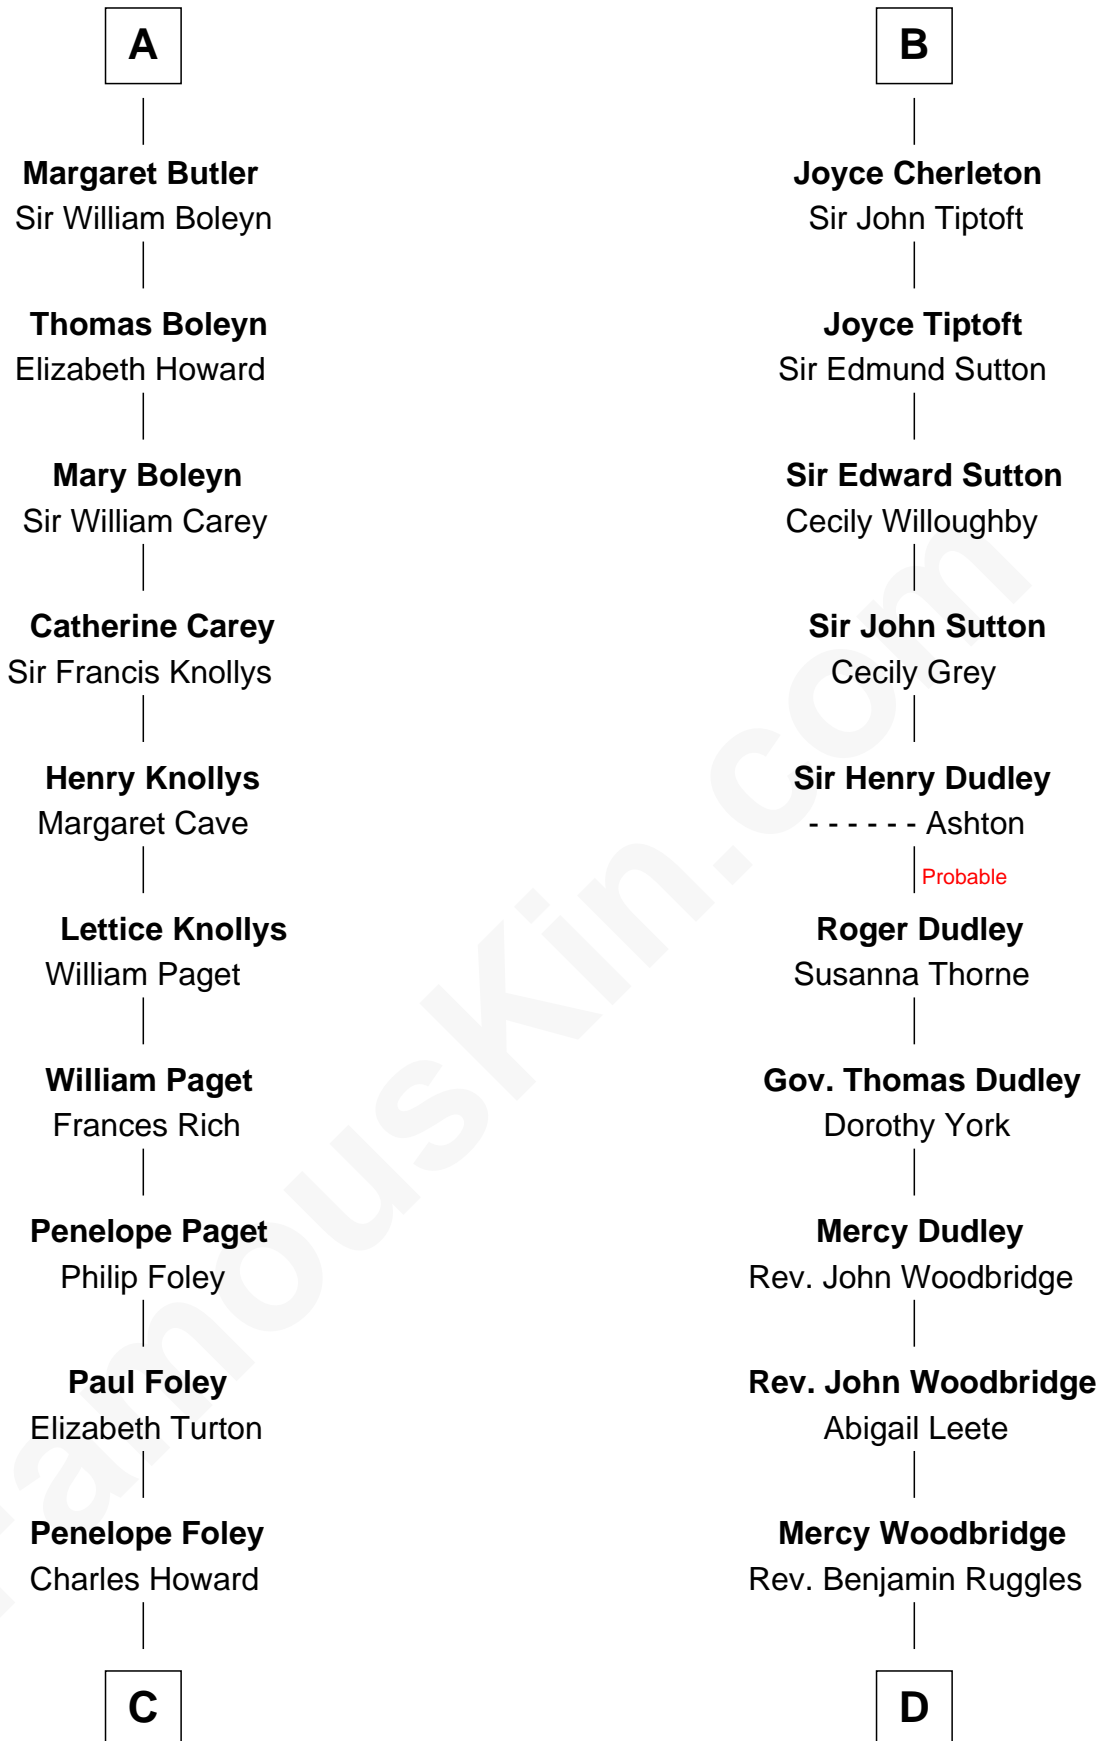 A
Margaret Butler
Sir William Boleyn
Thomas Boleyn
Elizabeth Howard
Mary Boleyn
Sir William Carey
Catherine Carey
Sir Francis Knollys
Henry Knollys
Margaret Cave
Lettice Knollys
William Paget
William Paget
Frances Rich
Penelope Paget
Philip Foley
Paul Foley
Elizabeth Turton
Penelope Foley
Charles Howard
C
B
Joyce Cherleton
Sir John Tiptoft
Joyce Tiptoft
Sir Edmund Sutton
Sir Edward Sutton
Cecily Willoughby
Sir John Sutton
Cecily Grey
Sir Henry Dudley
- - - - - - Ashton
Probable
Roger Dudley
Susanna Thorne
Gov. Thomas Dudley
Dorothy York
Mercy Dudley
Rev. John Woodbridge
Rev. John Woodbridge
Abigail Leete
Mercy Woodbridge
Rev. Benjamin Ruggles
D
FamousKin.com